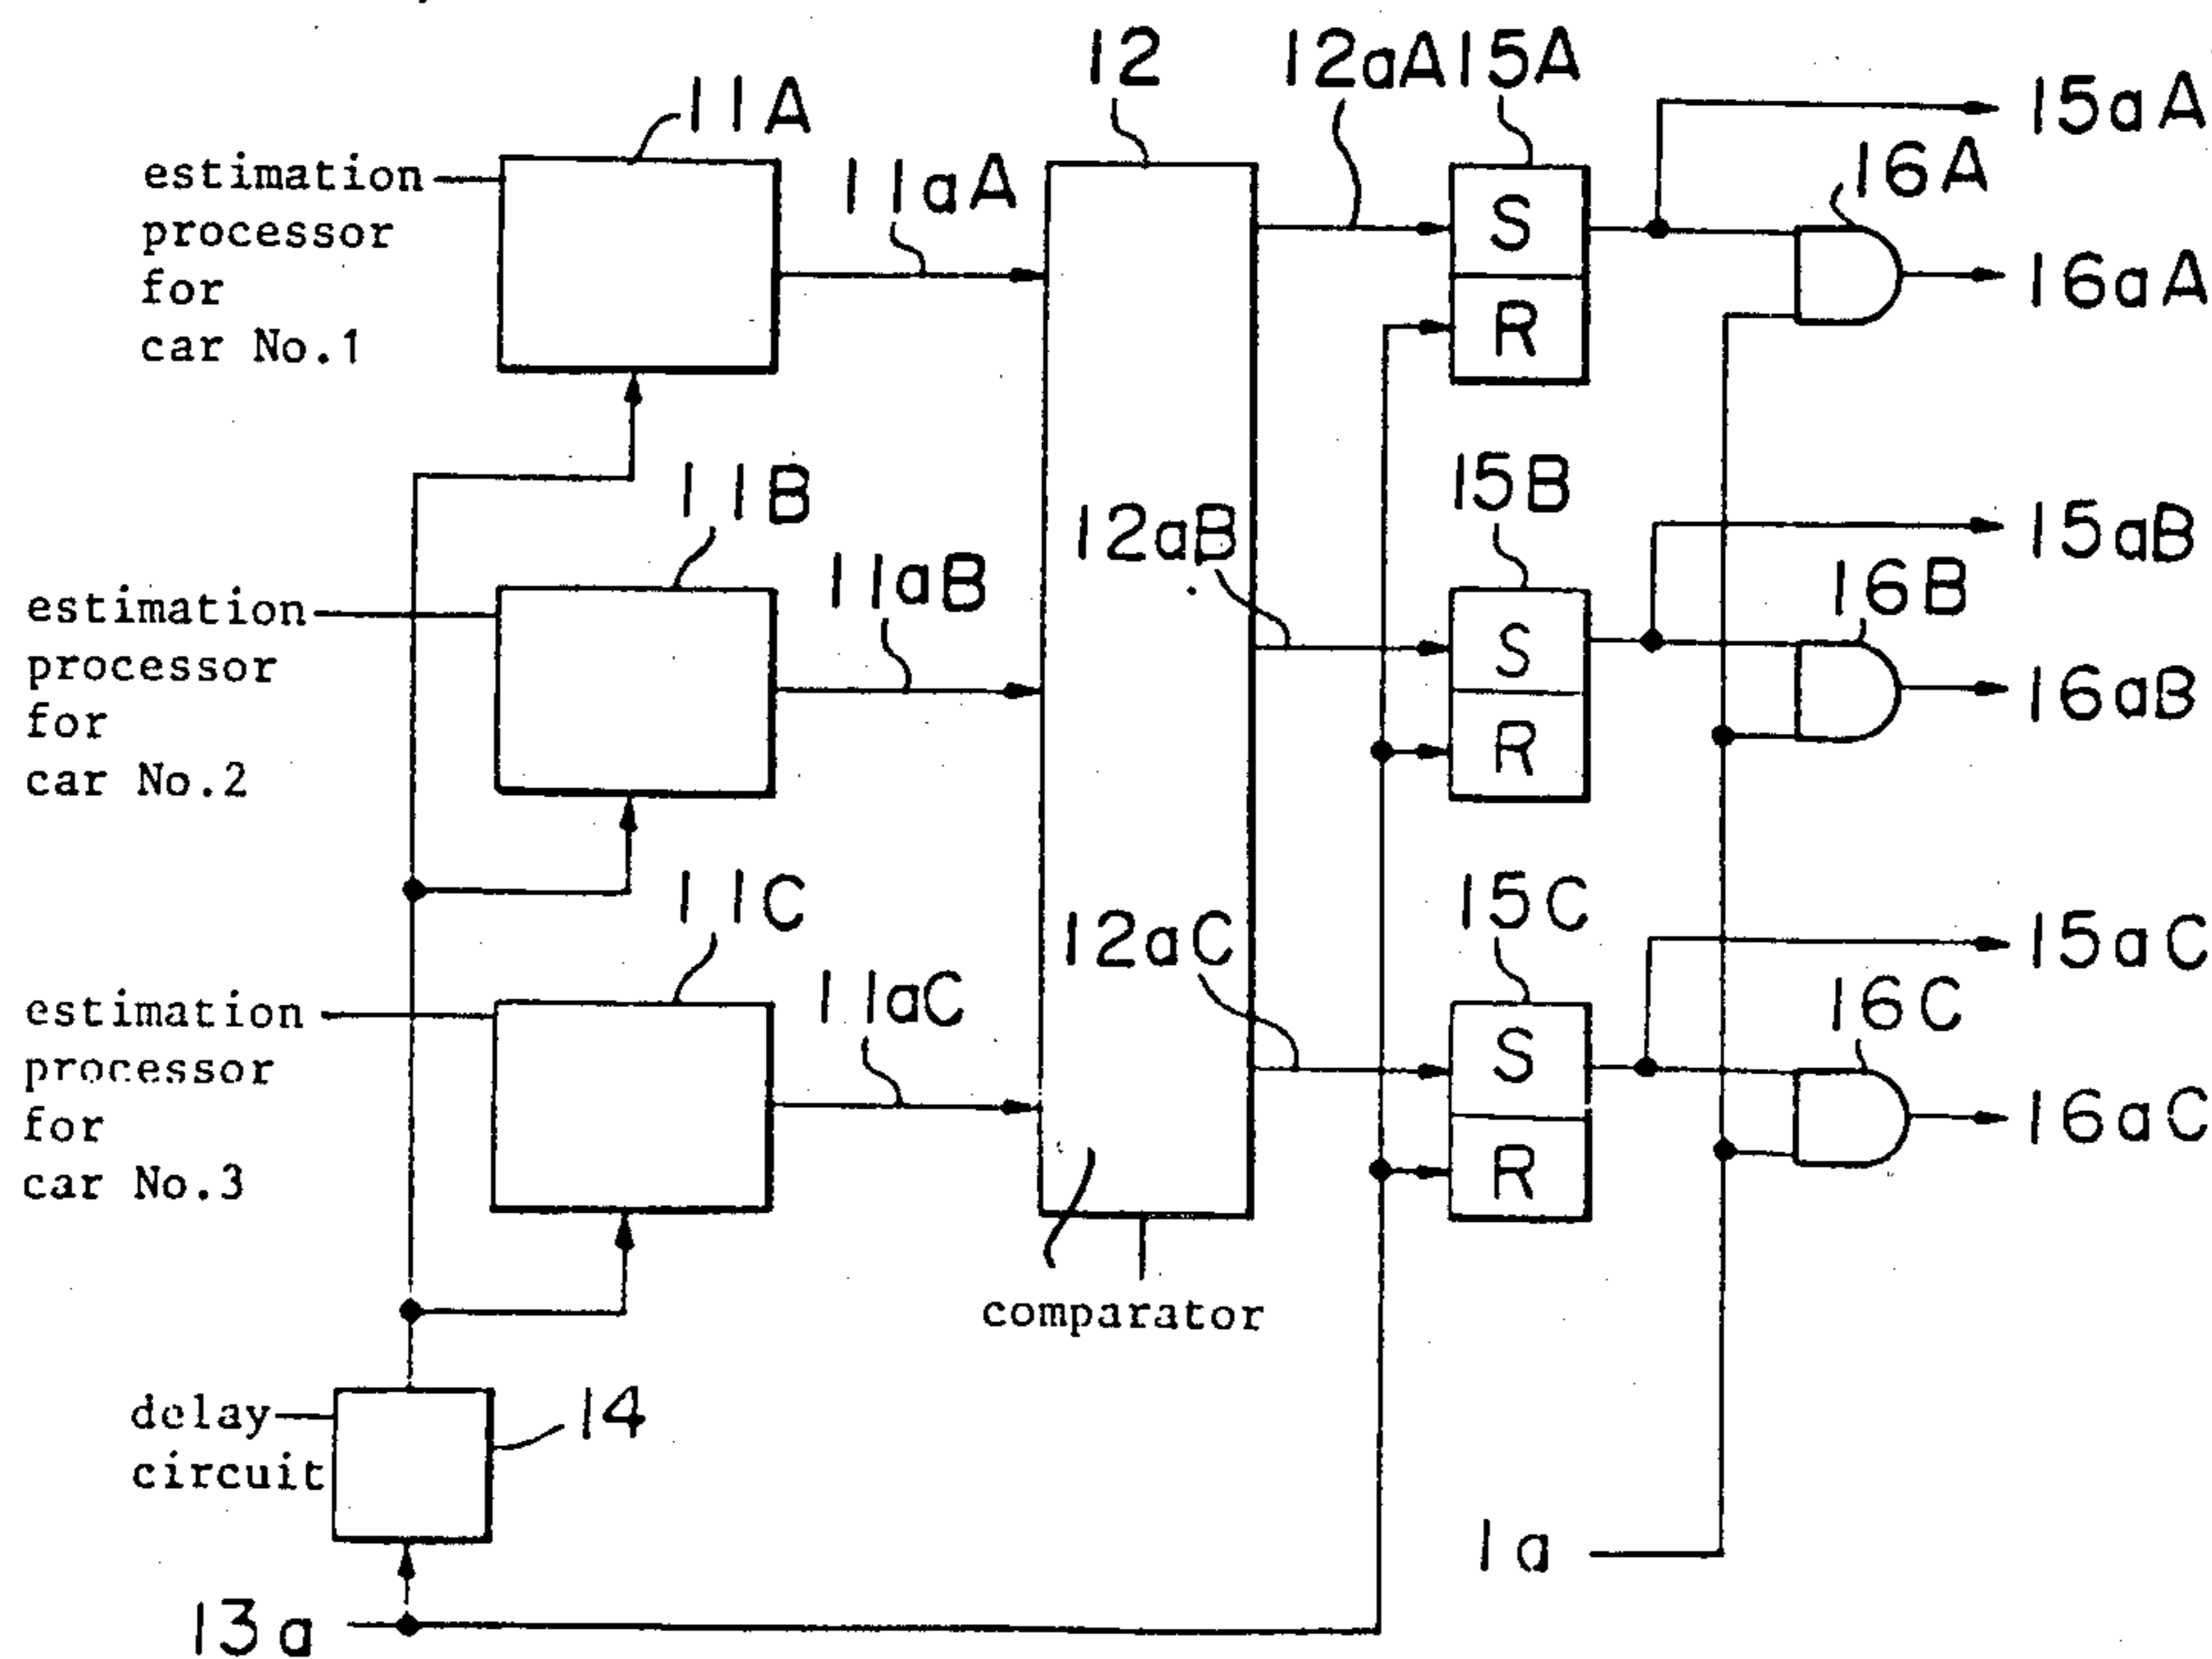 12
12aA
15A
11A
15aA
estimation
processor
for
car No.1
11aA
16A
S
16aA
R
11B
15B
12aB
15aB
11aB
16B
estimation
processor
for
car No.2
S
16aB
R
11C
15C
12aC
15aC
11aC
16C
estimation
processor
for
car No.3
S
16aC
R
comparator
delay
circuit
14
1a
13a